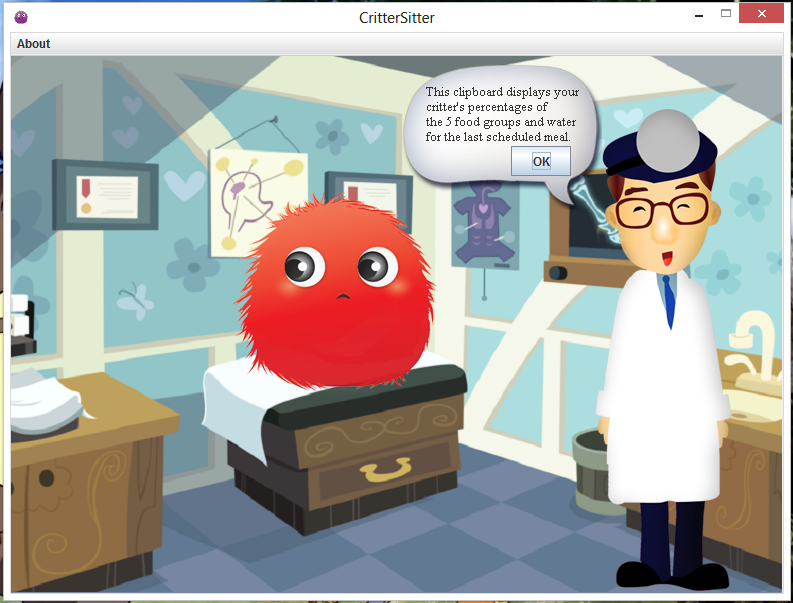 CritterSitter
About
This clipboard displays your
critter's percentages of
the 5 food groups and water
for the last scheduled meal.
OK